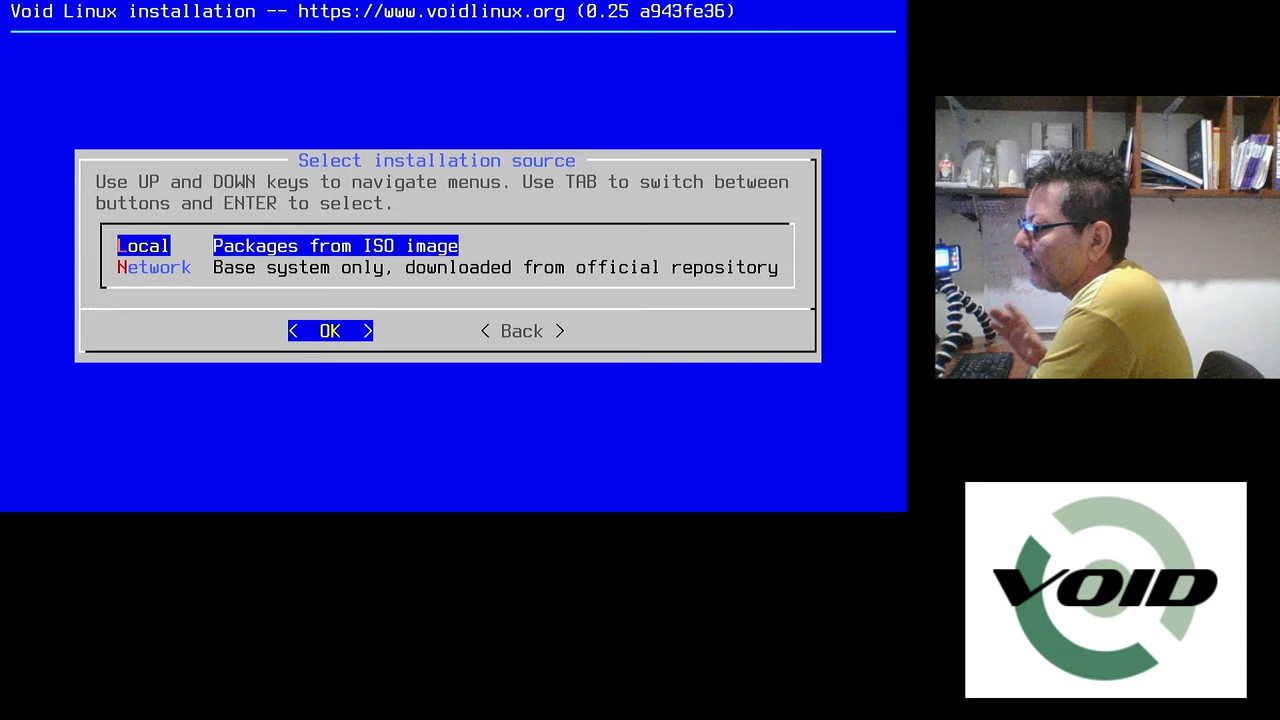 Void Linux installation -- https://www.voidlinux.org (0.25 a943fe36)
Select installation source
Use UP and DOWN keys to navigate menus. Use TAB to switch between
buttons and ENTER to select.
Local Packages from ISO image
Network Base system only, downloaded from official repository
< OK > < Back >
VOID